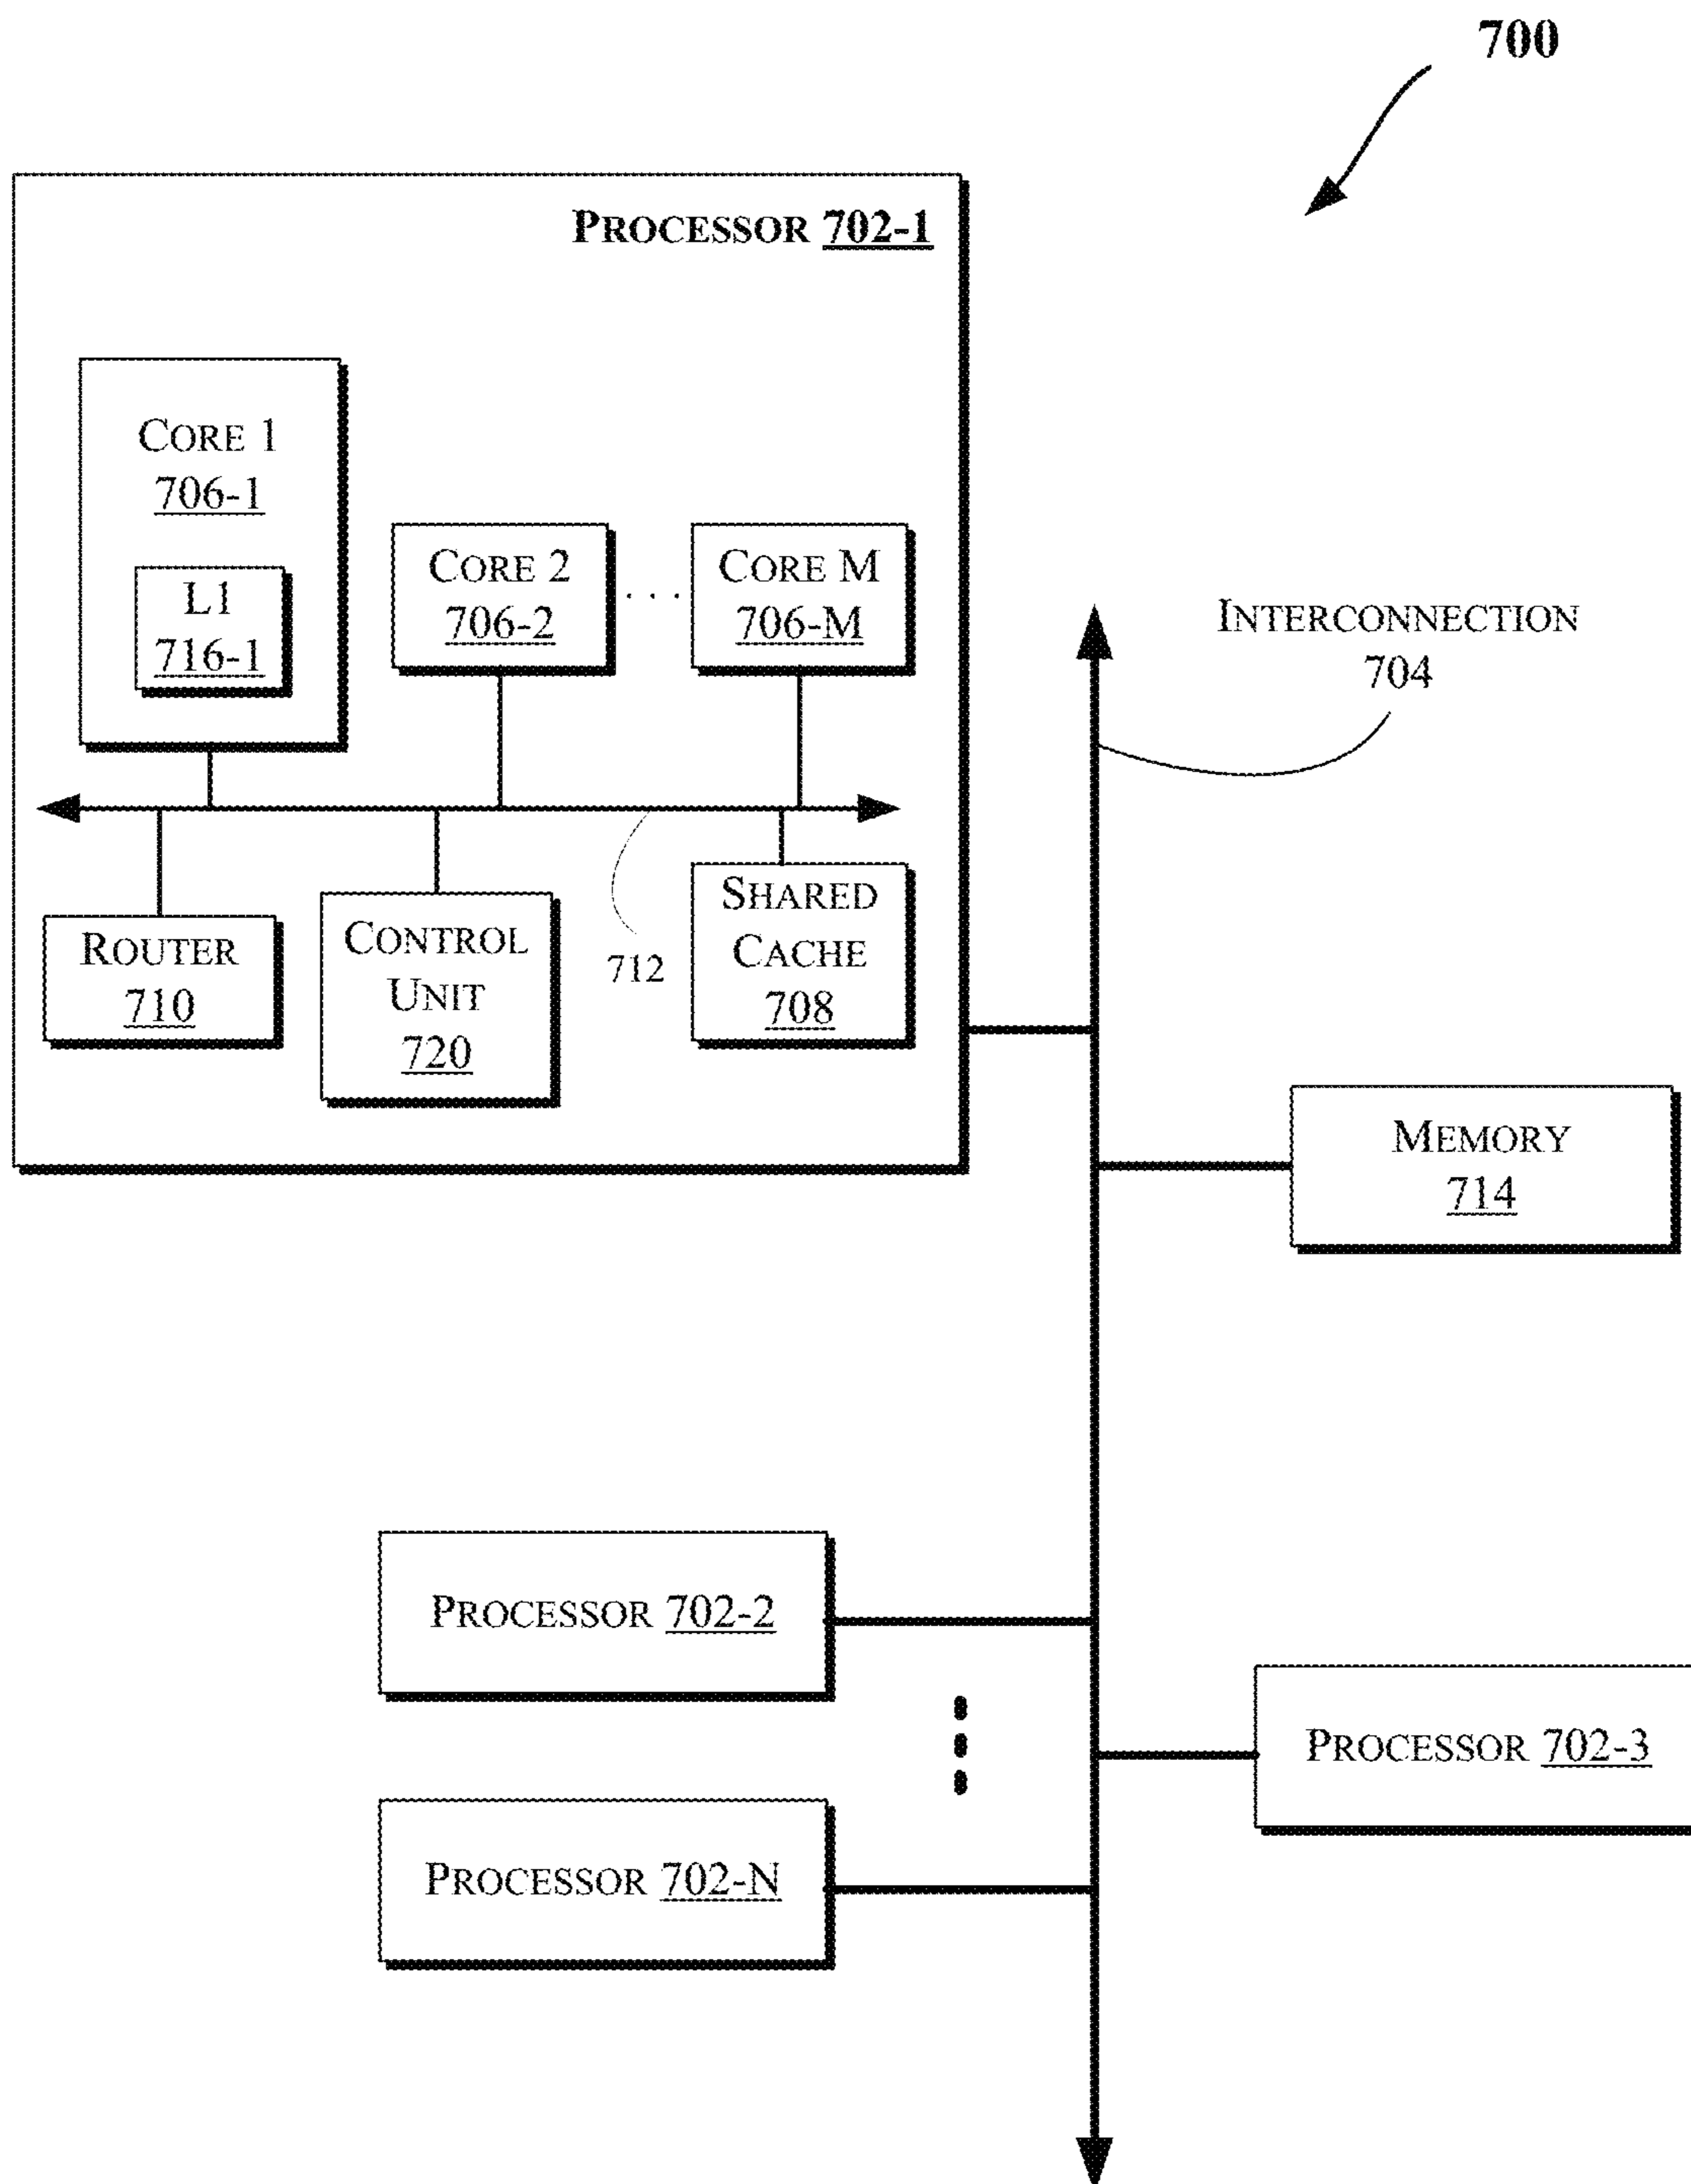 700
PROCESSOR 702-1
CORE 1
706-1
L1
716-1
CORE 2
706-2
. . .
CORE M
706-M
INTERCONNECTION
704
ROUTER
710
CONTROL
UNIT
720
712
SHARED
CACHE
708
MEMORY
714
PROCESSOR 702-2
PROCESSOR 702-3
PROCESSOR 702-N